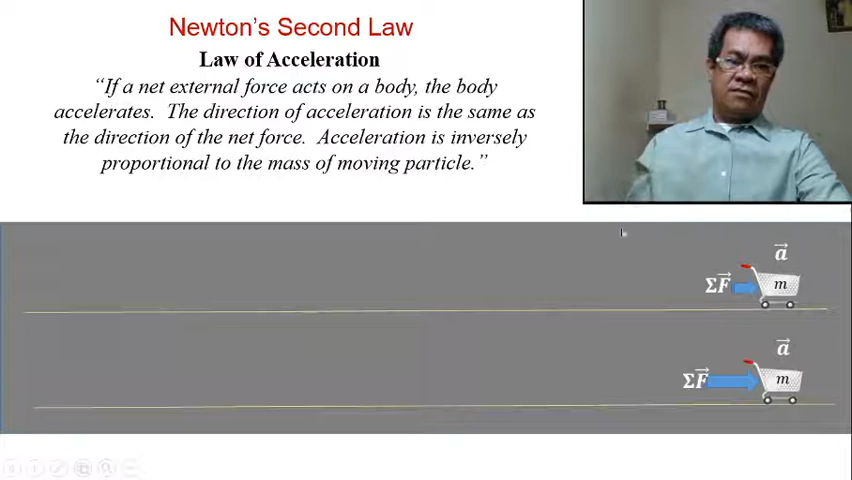 Newton's Second Law
Law of Acceleration
“If a net external force acts on a body, the body
accelerates. The direction of acceleration is the same as
the direction of the net force. Acceleration is inversely
proportional to the mass of moving particle.”
a⃗
ΣF⃗ m
a⃗
ΣF⃗ m